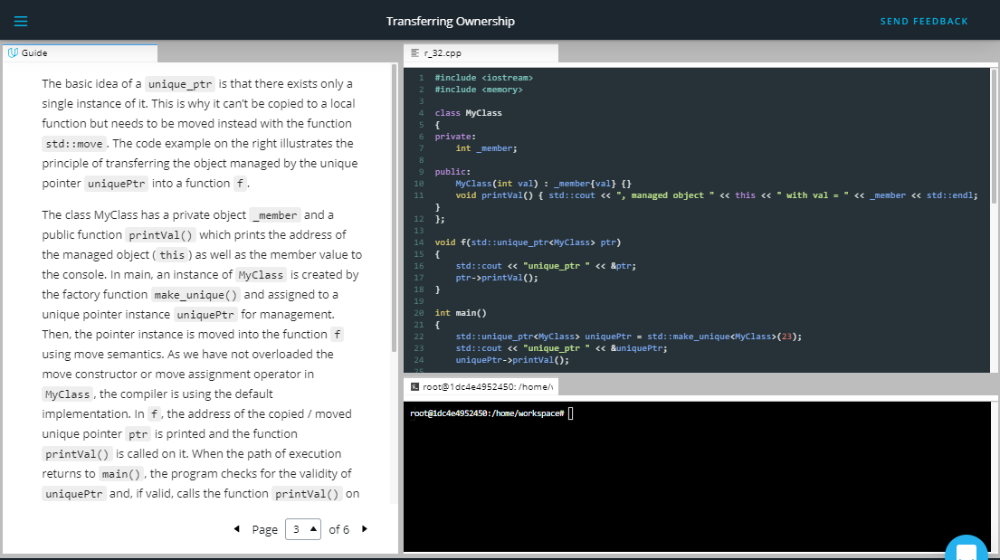 Transferring Ownership
SEND FEEDBACK
Guide
The basic idea of a unique_ptr is that there exists only a
single instance of it. This is why it can't be copied to a local
function but needs to be moved instead with the function
std::move . The code example on the right illustrates the
principle of transferring the object managed by the unique
pointer uniquePtr into a function f .
The class MyClass has a private object _member and a
public function printVal() which prints the address of
the managed object ( this ) as well as the member value to
the console. In main, an instance of MyClass is created by
the factory function make_unique() and assigned to a
unique pointer instance uniquePtr for management.
Then, the pointer instance is moved into the function f
using move semantics. As we have not overloaded the
move constructor or move assignment operator in
MyClass , the compiler is using the default
implementation. In f , the address of the copied / moved
unique pointer ptr is printed and the function
printVal() is called on it. When the path of execution
returns to main() , the program checks for the validity of
uniquePtr and, if valid, calls the function printVal() on
Page 3 of 6
r_32.cpp
1 #include <iostream>
2 #include <memory>
3
4 class MyClass
5 {
6 private:
7 int _member;
8
9 public:
10 MyClass(int val) : _member{val} {}
11 void printVal() { std::cout << ", managed object " << this << " with val = " << _member << std::endl;
}
12 };
13
14 void f(std::unique_ptr<MyClass> ptr)
15 {
16 std::cout << "unique_ptr " << &ptr;
17 ptr->printVal();
18 }
19
20 int main()
21 {
22 std::unique_ptr<MyClass> uniquePtr = std::make_unique<MyClass>(23);
23 std::cout << "unique_ptr " << &uniquePtr;
24 uniquePtr->printVal();
25
root@1dc4e4952450: /home/
root@1dc4e4952450:/home/workspace#